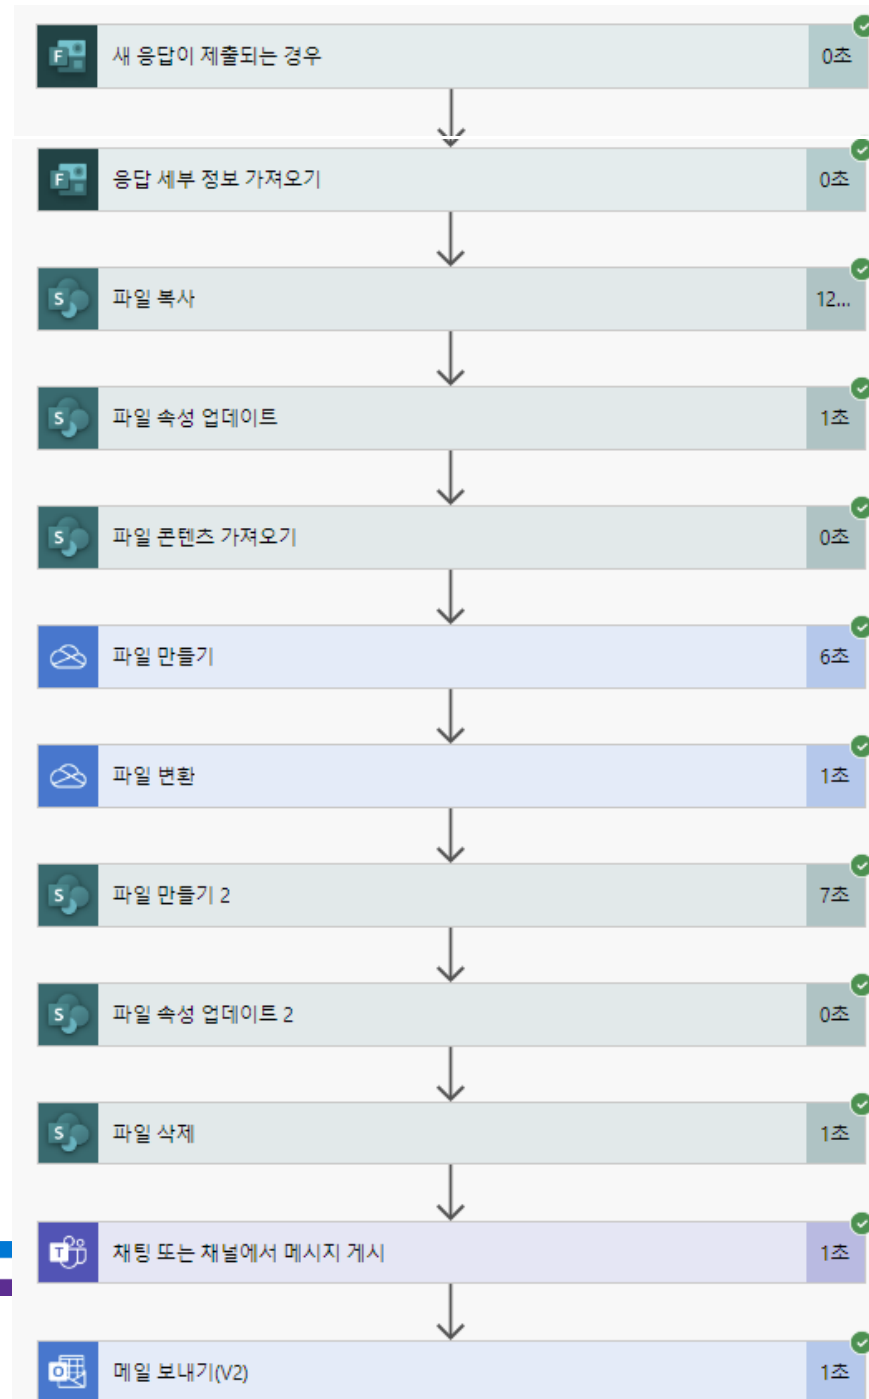 새 응답이 제출되는 경우 0초
응답 세부 정보 가져오기 0초
파일 복사 12...
파일 속성 업데이트 1초
파일 콘텐츠 가져오기 0초
파일 만들기 6초
파일 변환 1초
파일 만들기 2 7초
파일 속성 업데이트 2 0초
파일 삭제 1초
채팅 또는 채널에서 메시지 게시 1초
메일 보내기(V2) 1초